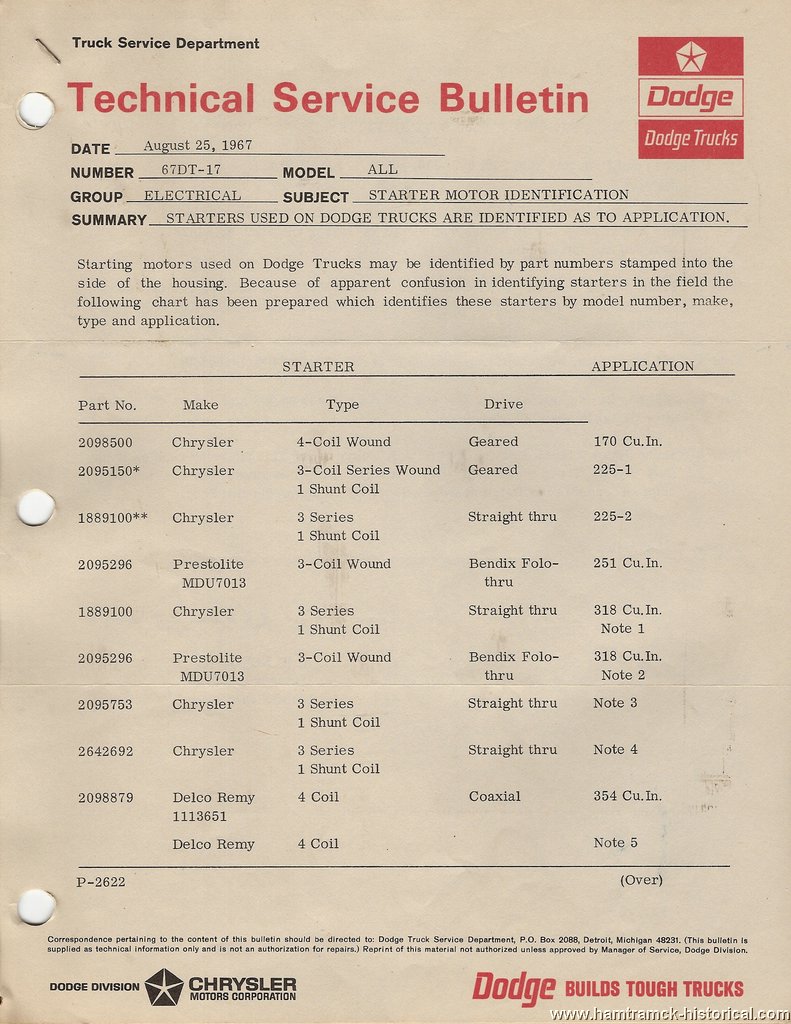 Truck Service Department
Technical Service Bulletin
Dodge
Dodge Trucks
DATE August 25, 1967
NUMBER 67DT-17 MODEL ALL
GROUP ELECTRICAL SUBJECT STARTER MOTOR IDENTIFICATION
SUMMARY STARTERS USED ON DODGE TRUCKS ARE IDENTIFIED AS TO APPLICATION.
Starting motors used on Dodge Trucks may be identified by part numbers stamped into the
side of the housing. Because of apparent confusion in identifying starters in the field the
following chart has been prepared which identifies these starters by model number, make,
type and application.
STARTER APPLICATION
Part No. Make Type Drive
2098500 Chrysler 4-Coil Wound Geared 170 Cu.In.
2095150* Chrysler 3-Coil Series Wound Geared 225-1
1 Shunt Coil
1889100** Chrysler 3 Series Straight thru 225-2
1 Shunt Coil
2095296 Prestolite 3-Coil Wound Bendix Folo- 251 Cu.In.
MDU7013 thru
1889100 Chrysler 3 Series Straight thru 318 Cu.In.
1 Shunt Coil Note 1
2095296 Prestolite 3-Coil Wound Bendix Folo- 318 Cu.In.
MDU7013 thru Note 2
2095753 Chrysler 3 Series Straight thru Note 3
1 Shunt Coil
2642692 Chrysler 3 Series Straight thru Note 4
1 Shunt Coil
2098879 Delco Remy 4 Coil Coaxial 354 Cu.In.
1113651
Delco Remy 4 Coil Note 5
P-2622 (Over)
Correspondence pertaining to the content of this bulletin should be directed to: Dodge Truck Service Department, P.O. Box 2088, Detroit, Michigan 48231. (This bulletin is
supplied as technical information only and is not an authorization for repairs.) Reprint of this material not authorized unless approved by Manager of Service, Dodge Division.
DODGE DIVISION CHRYSLER
MOTORS CORPORATION
Dodge BUILDS TOUGH TRUCKS
www.hamtramck-historical.com